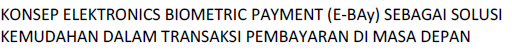 KONSEP ELEKTRONICS BIOMETRIC PAYMENT (E-BAy) SEBAGAI SOLUSI
KEMUDAHAN DALAM TRANSAKSI PEMBAYARAN DI MASA DEPAN